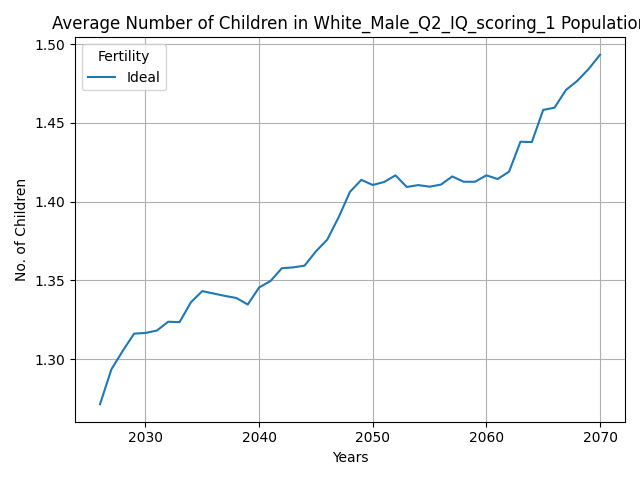 Average Number of Children in White_Male_Q2_IQ_scoring_1 Population
Fertility
Ideal
1.50
1.45
1.40
1.35
1.30
No. of Children
2030 2040 2050 2060 2070
Years